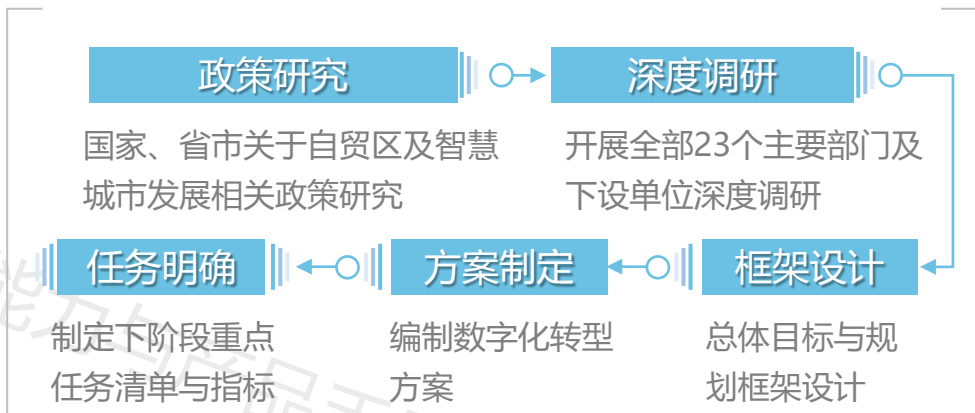 政策研究
深度调研
国家、省市关于自贸区及智慧
城市发展相关政策研究
开展全部23个主要部门及
下设单位深度调研
任务明确
方案制定
框架设计
制定下阶段重点
任务清单与指标
编制数字化转型
方案
总体目标与规
划框架设计
能力与产品